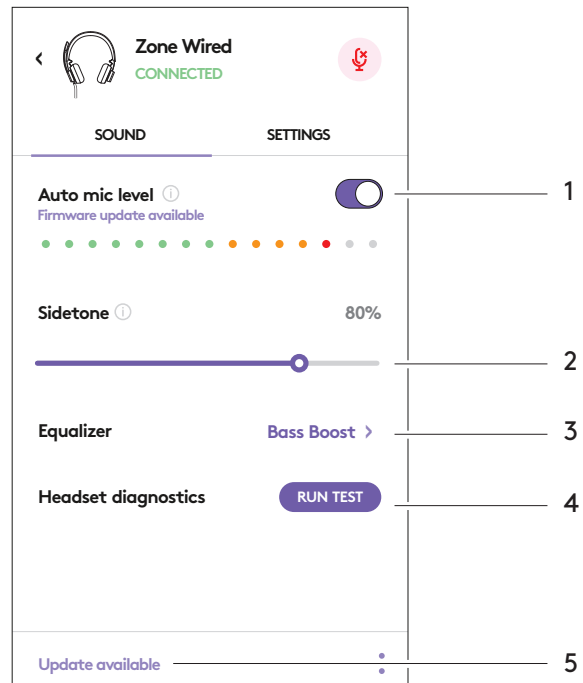 Zone Wired
CONNECTED
SOUND SETTINGS
Auto mic level
1
Firmware update available
Sidetone 80%
2
Equalizer Bass Boost > 3
Headset diagnostics RUN TEST 4
Update available 5